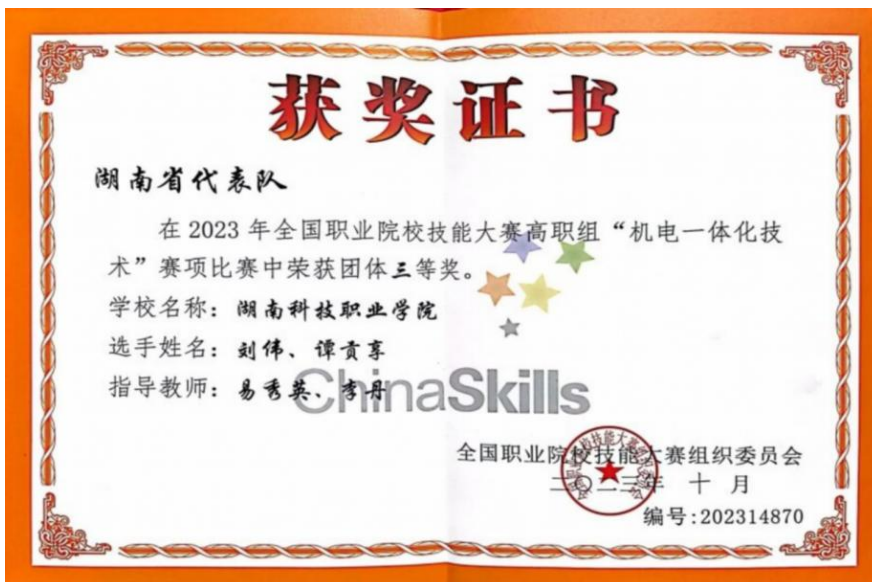 获奖证书
湖南省代表队
在 2023 年全国职业院校技能大赛高职组“机电一体化技
术”赛项比赛中荣获团体三等奖。
学校名称：湖南科技职业学院
选手姓名：刘伟、谭贡享
指导教师：易秀英、李丹
ChinaSkills
全国职业院校技能大赛组织委员会
二〇二三年 十 月
编号:202314870